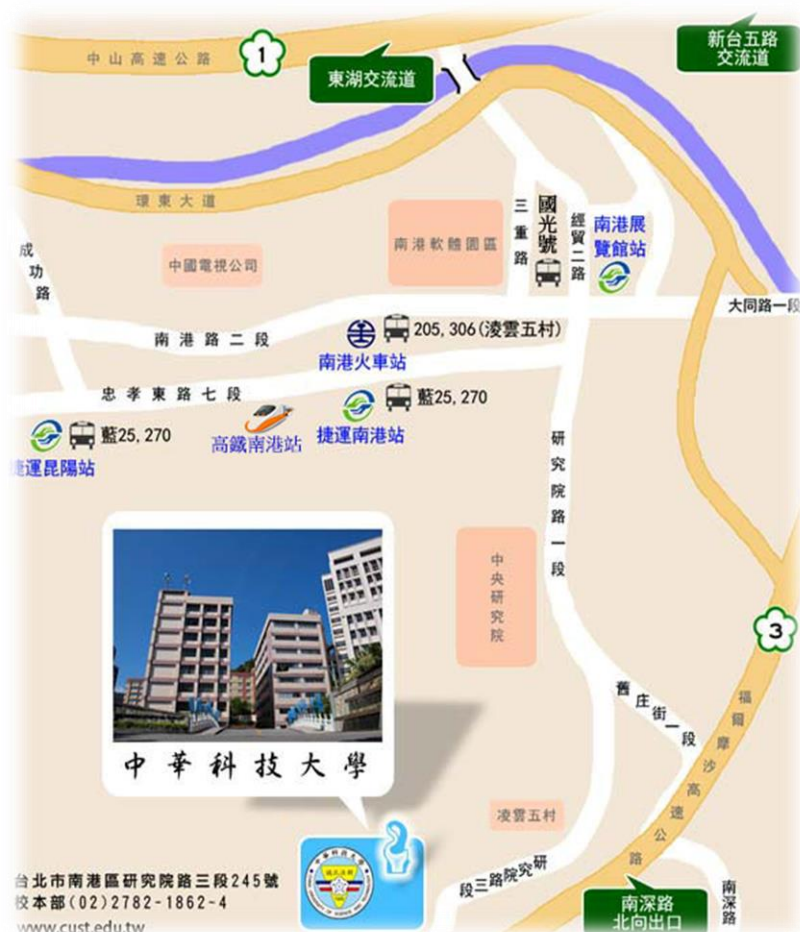 中山高速公路
1
東湖交流道
新台五路
交流道
環東大道
成功路
中國電視公司
南港軟體園區
三重路
國光號
經貿二路
南港展
覽館站
大同路一段
南港路二段
205, 306(淩雲五村)
南港火車站
忠孝東路七段
藍25, 270
捷運昆陽站
高鐵南港站
藍25, 270
捷運南港站
研究院路一段
中央研究院
3
舊庄街一段
福爾摩沙高速公路
中華科技大學
凌雲五村
研究院路三段
南深路
南深路
北向出口
台北市南港區研究院路三段245號
校本部(02)2782-1862-4
www.cust.edu.tw